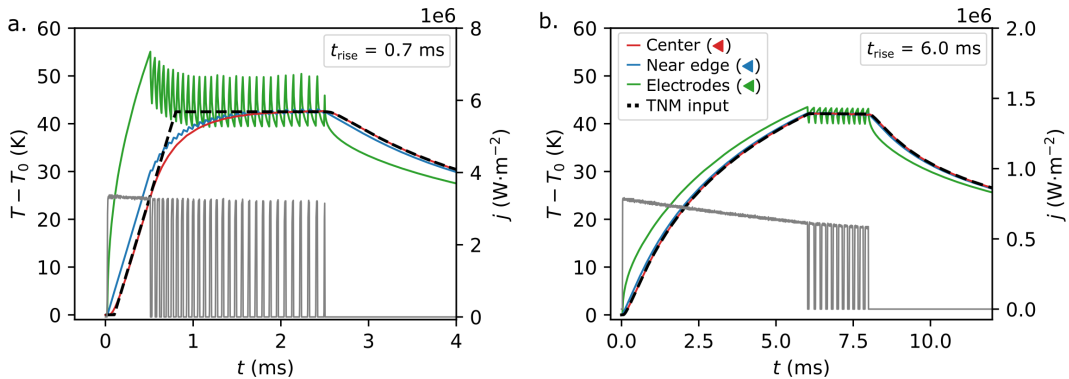 a.
1e6
60
50
40
30
20
10
0
T − T₀ (K)
t_rise = 0.7 ms
8
6
4
2
0
j (W·m⁻²)
0
1
2
3
4
t (ms)
b.
1e6
60
50
40
30
20
10
0
T − T₀ (K)
Center (◀)
Near edge (◀)
Electrodes (◀)
TNM input
t_rise = 6.0 ms
2.0
1.5
1.0
0.5
0.0
j (W·m⁻²)
0.0
2.5
5.0
7.5
10.0
t (ms)